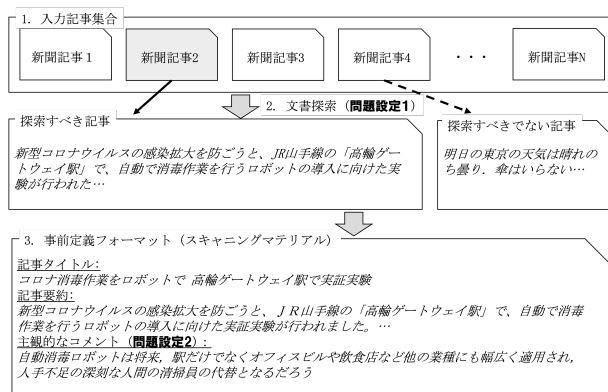 1. 入力記事集合
新聞記事1
新聞記事2
新聞記事3
新聞記事4
・・・
新聞記事N
2. 文書探索 (問題設定1)
探索すべき記事
新型コロナウイルスの感染拡大を防ごうと、JR山手線の「高輪ゲ
ートウェイ駅」で、自動で消毒作業を行うロボットの導入に向けた実
験が行われた…
探索すべきでない記事
明日の東京の天気は晴れの
ち曇り．傘はいらない…
3. 事前定義フォーマット (スキャニングマテリアル)
記事タイトル:
コロナ消毒作業をロボットで 高輪ゲートウェイ駅で実証実験
記事要約:
新型コロナウイルスの感染拡大を防ごうと、ＪＲ山手線の「高輪ゲートウェイ駅」で、自動で消毒
作業を行うロボットの導入に向けた実証実験が行われました。…
主観的なコメント (問題設定2):
自動消毒ロボットは将来，駅だけでなくオフィスビルや飲食店など他の業種にも幅広く適用され，
人手不足の深刻な人間の清掃員の代替となるだろう